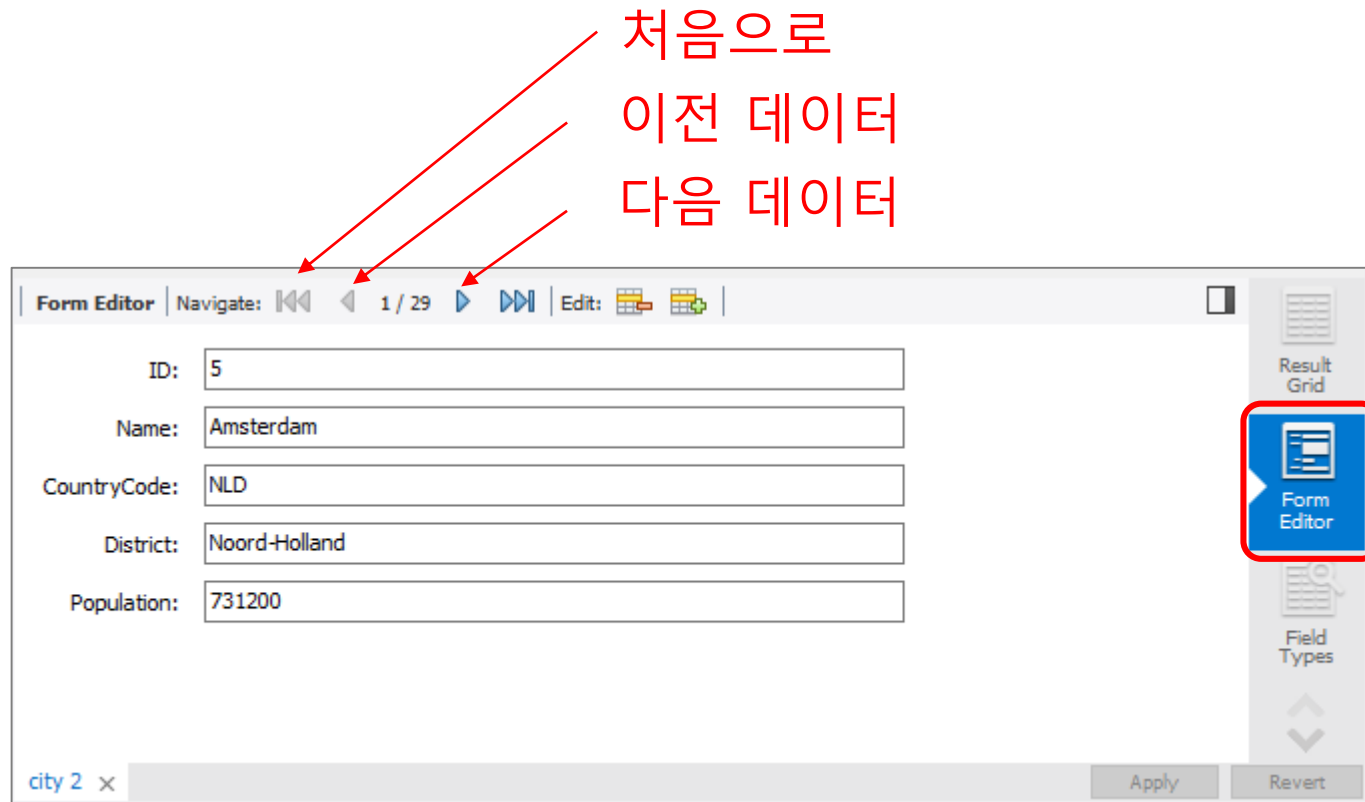 처음으로
이전 데이터
다음 데이터
Form Editor Navigate: 1 / 29 Edit:
ID: 5
Name: Amsterdam
CountryCode: NLD
District: Noord-Holland
Population: 731200
Result
Grid
Form
Editor
Field
Types
city 2
Apply Revert